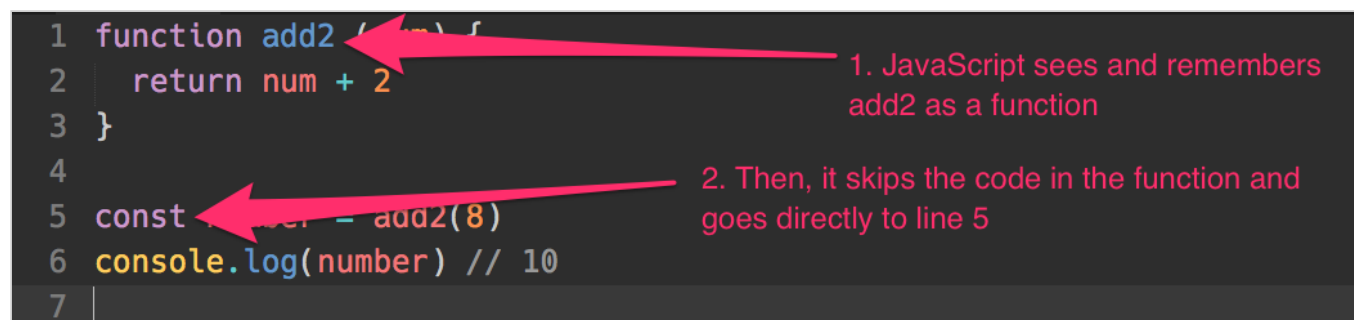 1 function add2 (num) {
2 return num + 2
3 }
4
5 const number = add2(8)
6 console.log(number) // 10
7
1. JavaScript sees and remembers
add2 as a function
2. Then, it skips the code in the function and
goes directly to line 5